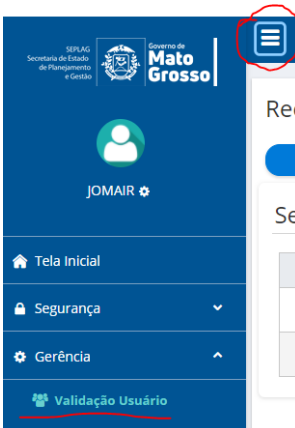 SEPLAG
Secretaria de Estado
de Planejamento
e Gestão
Governo de
Mato
Grosso
Re
JOMAIR
Se
Tela Inicial
Segurança
Gerência
Validação Usuário